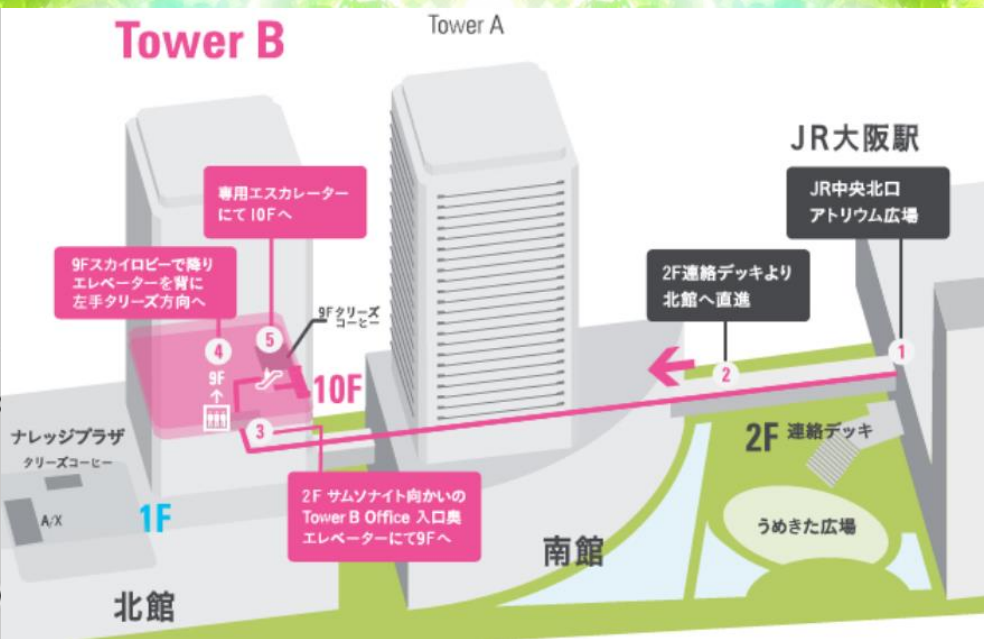 Tower B
Tower A
JR大阪駅
JR中央北口
アトリウム広場
専用エスカレーター
にて10Fへ
9Fスカイロビーで降り
エレベーターを背に
左手タリーズ方向へ
2F連絡デッキより
北館へ直進
9Fタリーズ
コーヒー
1
2
5
4
9F
10F
3
2F 連絡デッキ
ナレッジプラザ
タリーズコーヒー
A/X
1F
2F サムソナイト向かいの
Tower B Office 入口奥
エレベーターにて9Fへ
うめきた広場
南館
北館